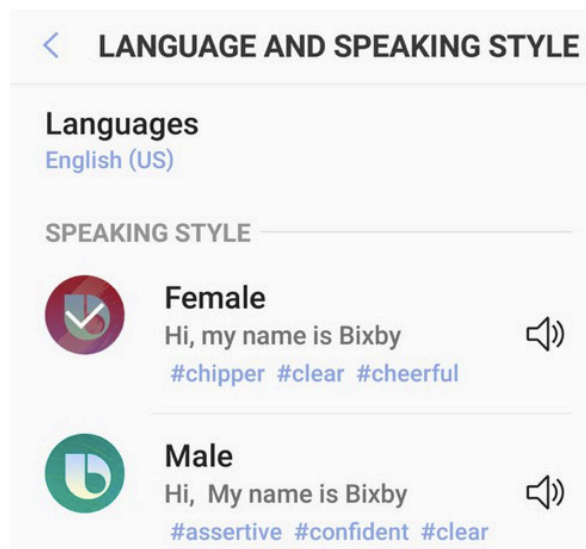 LANGUAGE AND SPEAKING STYLE
Languages
English (US)
SPEAKING STYLE
Female
Hi, my name is Bixby
#chipper #clear #cheerful
Male
Hi, My name is Bixby
#assertive #confident #clear